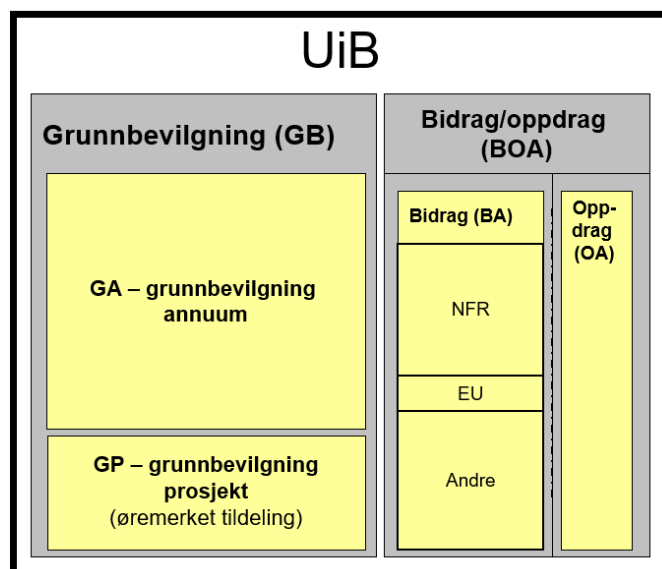 UiB
Grunnbevilgning (GB)
GA – grunnbevilgning
annuum
GP – grunnbevilgning
prosjekt
(øremerket tildeling)
Bidrag/oppdrag
(BOA)
Bidrag (BA)
NFR
EU
Andre
Opp-
drag
(OA)